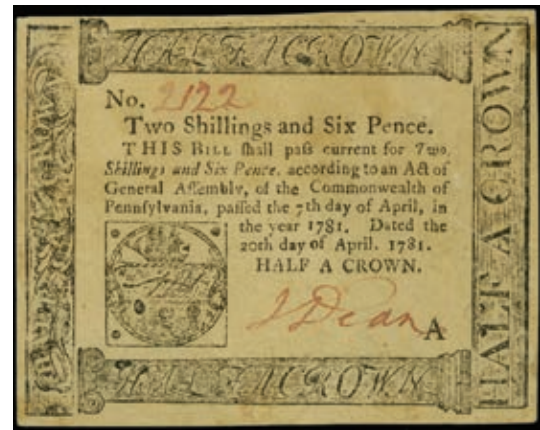 HALF A CROWN
No. 2122
Two Shillings and Six Pence.
THIS BILL ſhall paſs current for Two
Shillings and Six Pence, according to an Act of
General Aſſembly, of the Commonwealth of
Pennſylvania, paſſed the 7th day of April, in
the year 1781. Dated the
20th day of April. 1781.
HALF A CROWN.
J Dean A
HALF A CROWN
HALF A CROWN